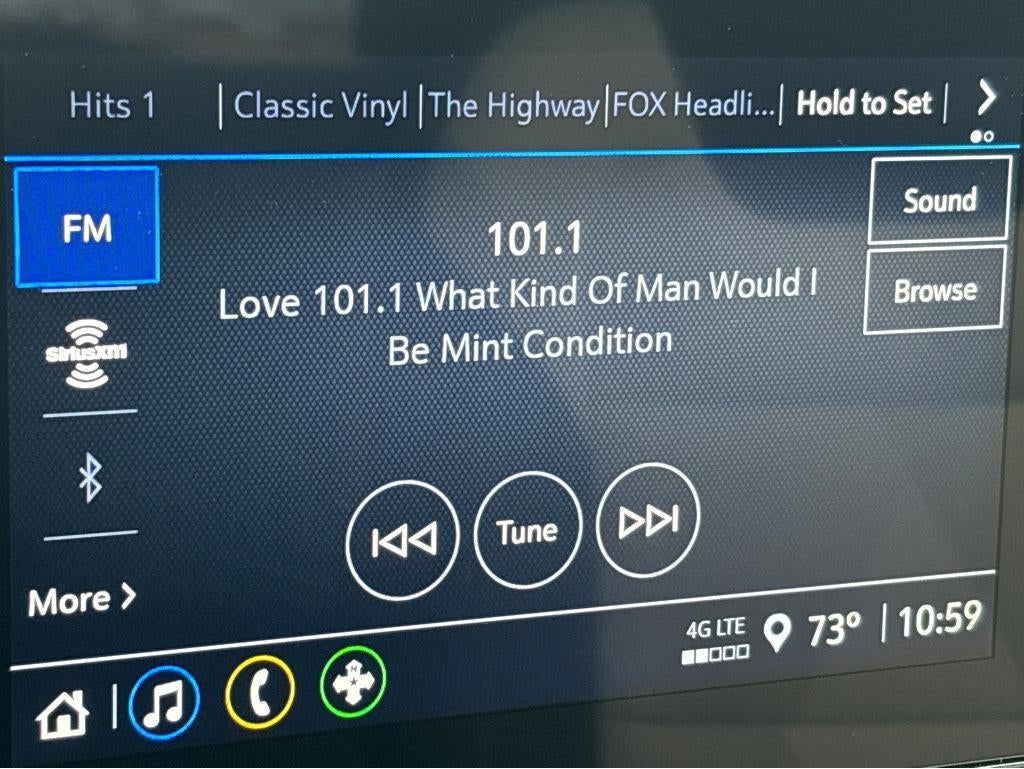 Hits 1 | Classic Vinyl | The Highway | FOX Headli... | Hold to Set |
FM
Sound
101.1
Love 101.1 What Kind Of Man Would I
Be Mint Condition
Browse
SiriusXM
Tune
More
4G LTE
73° | 10:59
N